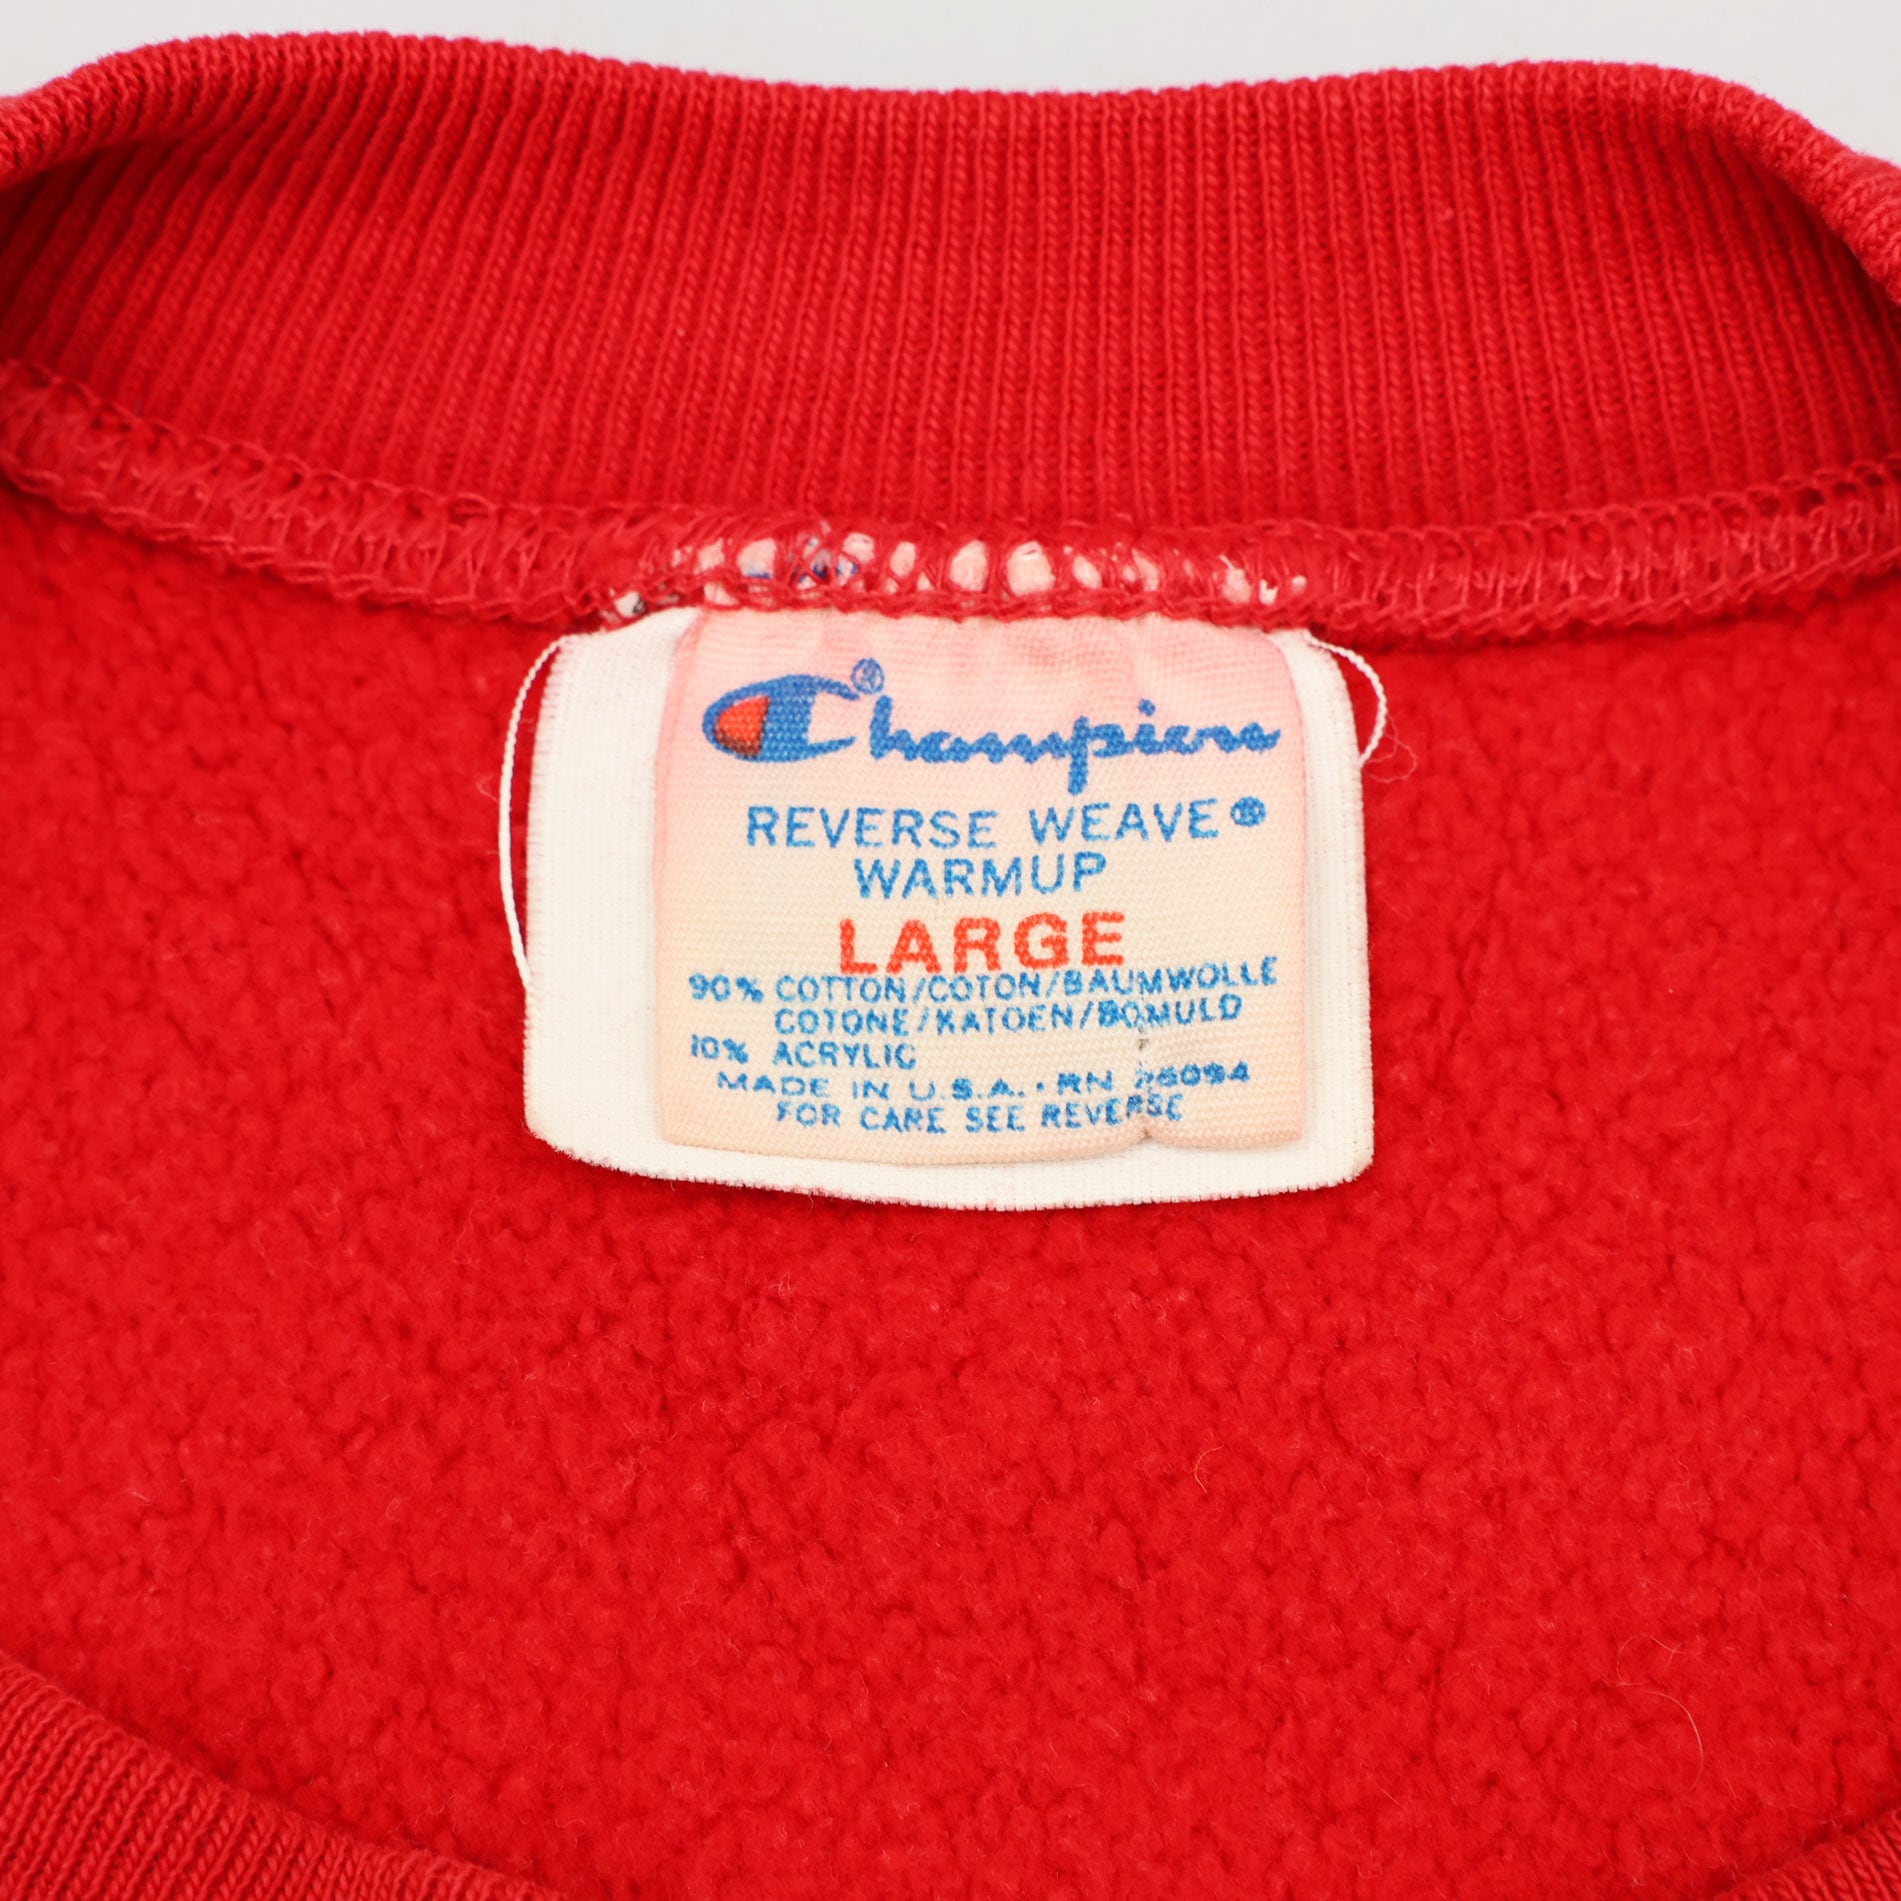 Champion®
REVERSE WEAVE®
WARMUP
LARGE
90% COTTON/COTON/BAUMWOLLE
COTONE/KATOEN/BOMULD
10% ACRYLIC
MADE IN U.S.A. · RN 26094
FOR CARE SEE REVERSE